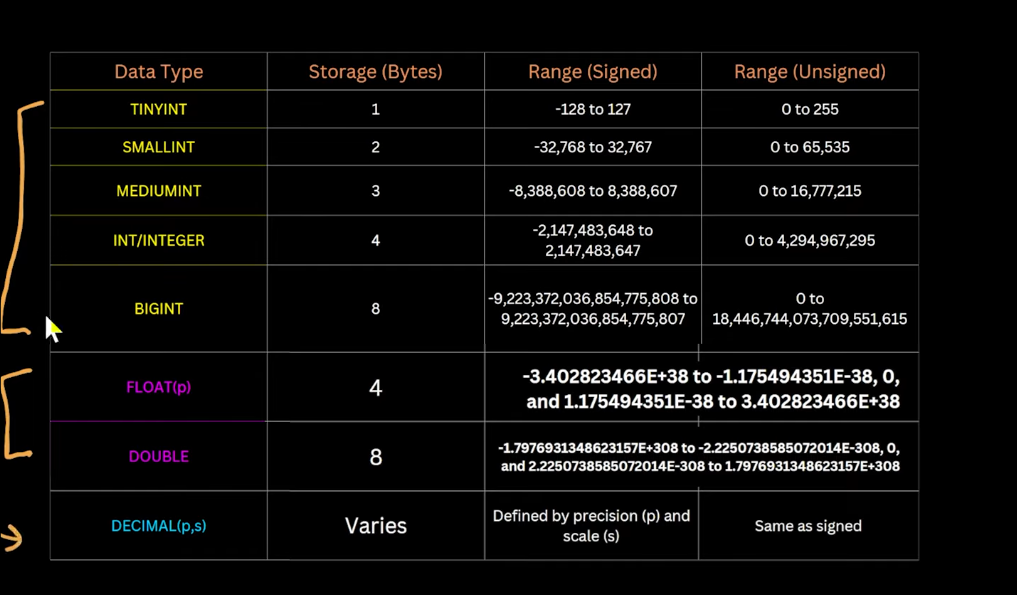 Data Type Storage (Bytes) Range (Signed) Range (Unsigned)
TINYINT 1 -128 to 127 0 to 255
SMALLINT 2 -32,768 to 32,767 0 to 65,535
MEDIUMINT 3 -8,388,608 to 8,388,607 0 to 16,777,215
INT/INTEGER 4 -2,147,483,648 to
2,147,483,647 0 to 4,294,967,295
BIGINT 8 -9,223,372,036,854,775,808 to
9,223,372,036,854,775,807 0 to
18,446,744,073,709,551,615
FLOAT(p) 4 -3.402823466E+38 to -1.175494351E-38, 0,
and 1.175494351E-38 to 3.402823466E+38
DOUBLE 8 -1.7976931348623157E+308 to -2.2250738585072014E-308, 0,
and 2.2250738585072014E-308 to 1.7976931348623157E+308
DECIMAL(p,s) Varies Defined by precision (p) and
scale (s) Same as signed